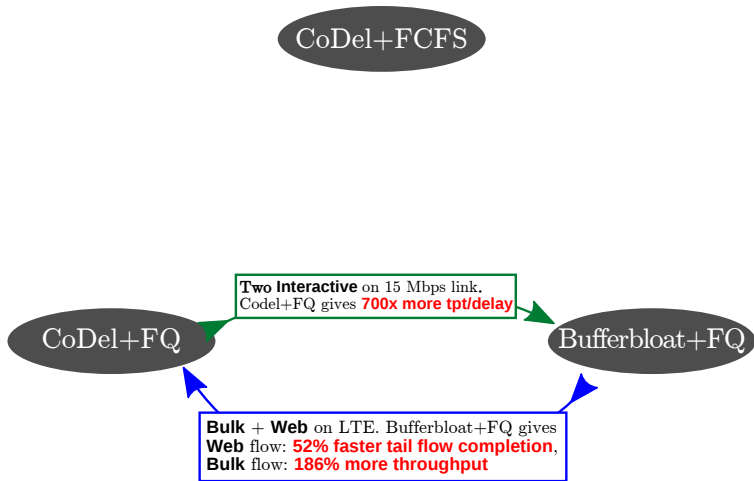 CoDel+FCFS
Two Interactive on 15 Mbps link.
Codel+FQ gives 700x more tpt/delay
CoDel+FQ
Bufferbloat+FQ
Bulk + Web on LTE. Bufferbloat+FQ gives
Web flow: 52% faster tail flow completion,
Bulk flow: 186% more throughput